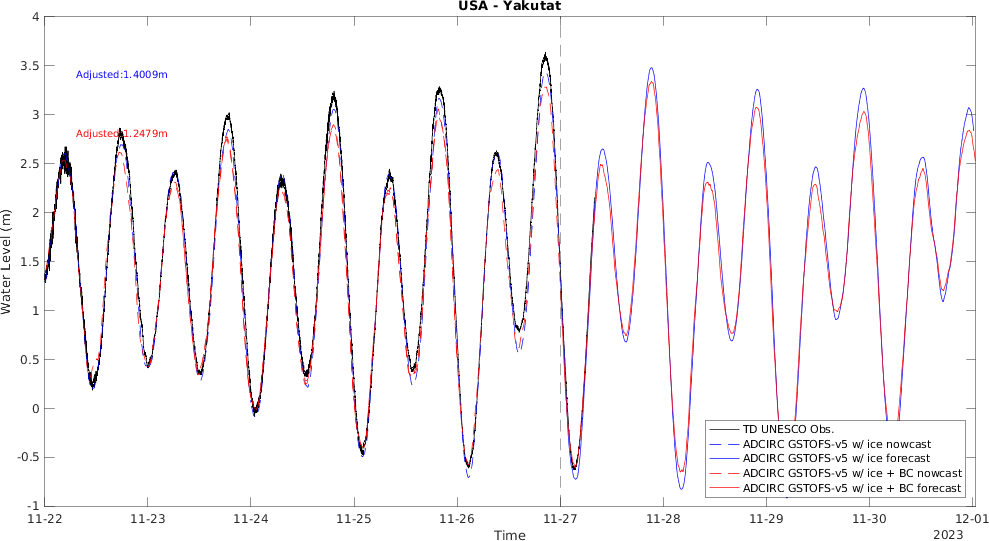 USA - Yakutat
4
3.5
3
2.5
2
1.5
1
0.5
0
-0.5
-1
Water Level (m)
Adjusted:1.4009m
Adjusted:1.2479m
TD UNESCO Obs.
ADCIRC GSTOFS-v5 w/ ice nowcast
ADCIRC GSTOFS-v5 w/ ice forecast
ADCIRC GSTOFS-v5 w/ ice + BC nowcast
ADCIRC GSTOFS-v5 w/ ice + BC forecast
11-22 11-23 11-24 11-25 11-26 11-27 11-28 11-29 11-30 12-01
Time
2023